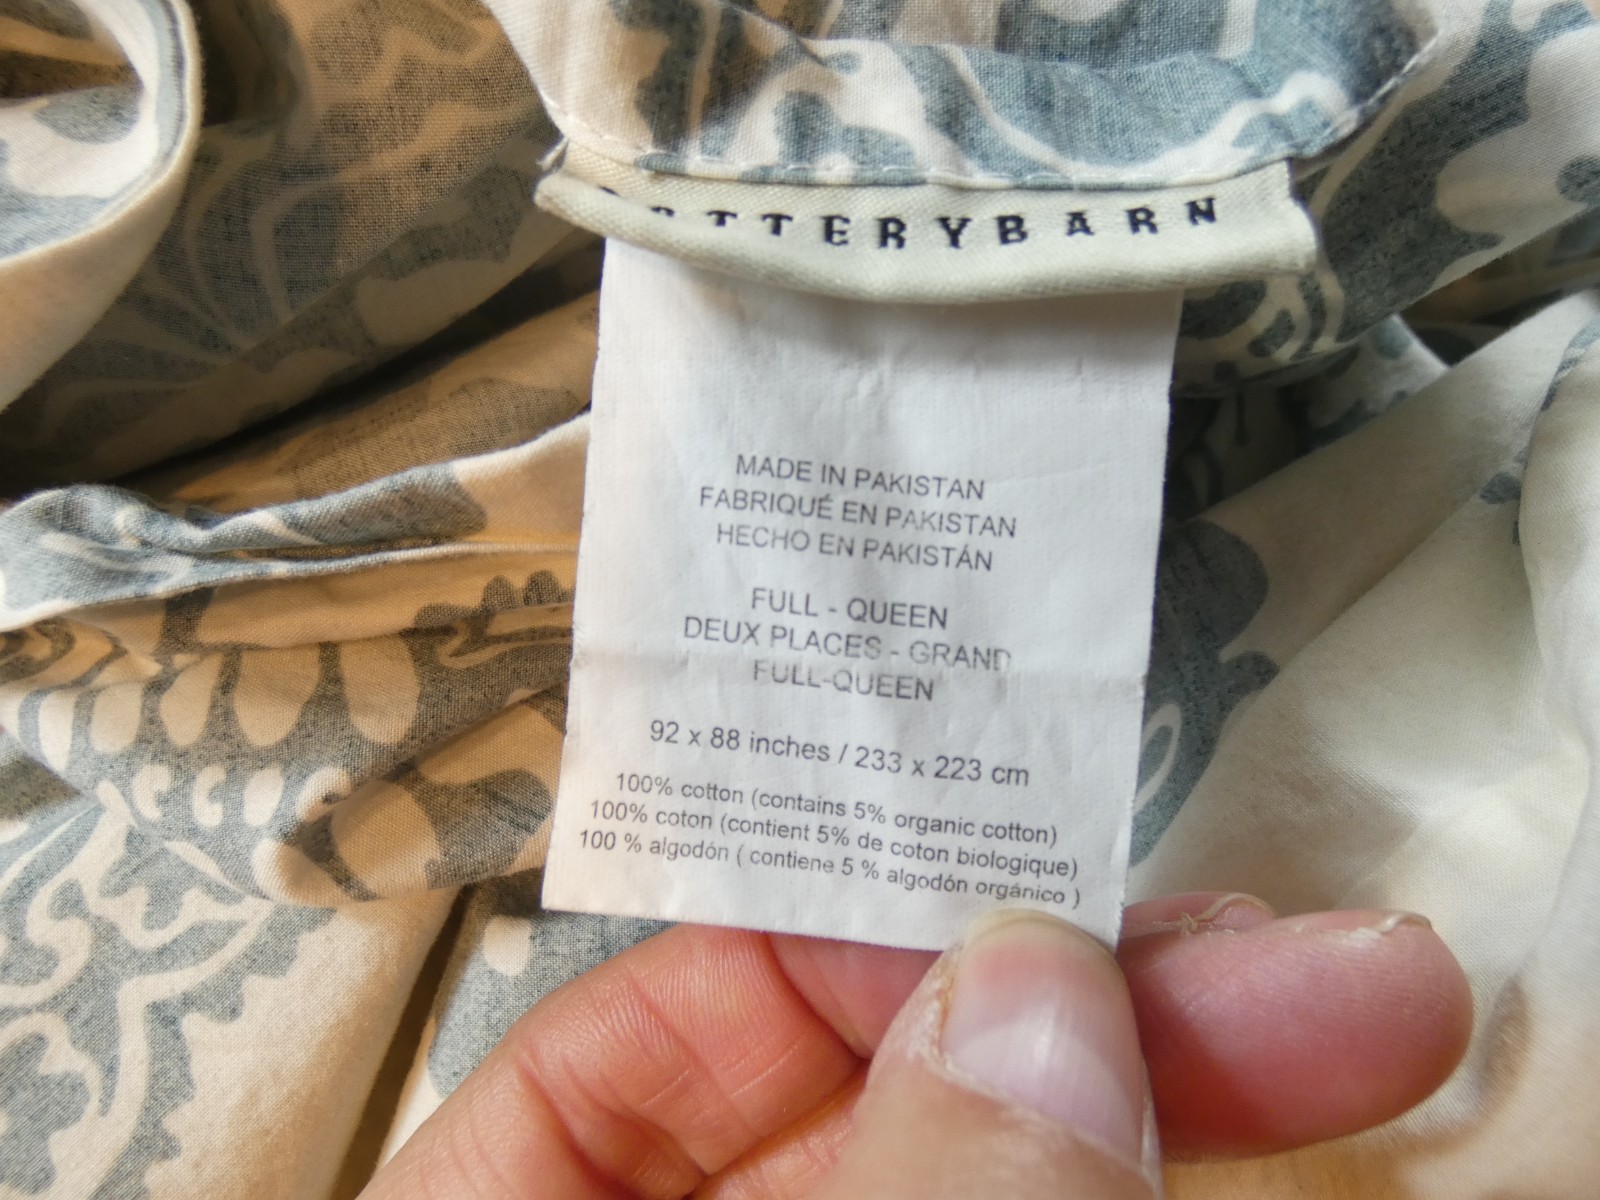 POTTERYBARN
MADE IN PAKISTAN
FABRIQUÉ EN PAKISTAN
HECHO EN PAKISTÁN
FULL - QUEEN
DEUX PLACES - GRAND
FULL-QUEEN
92 x 88 inches / 233 x 223 cm
100% cotton (contains 5% organic cotton)
100% coton (contient 5% de coton biologique)
100 % algodón ( contiene 5 % algodón orgánico )